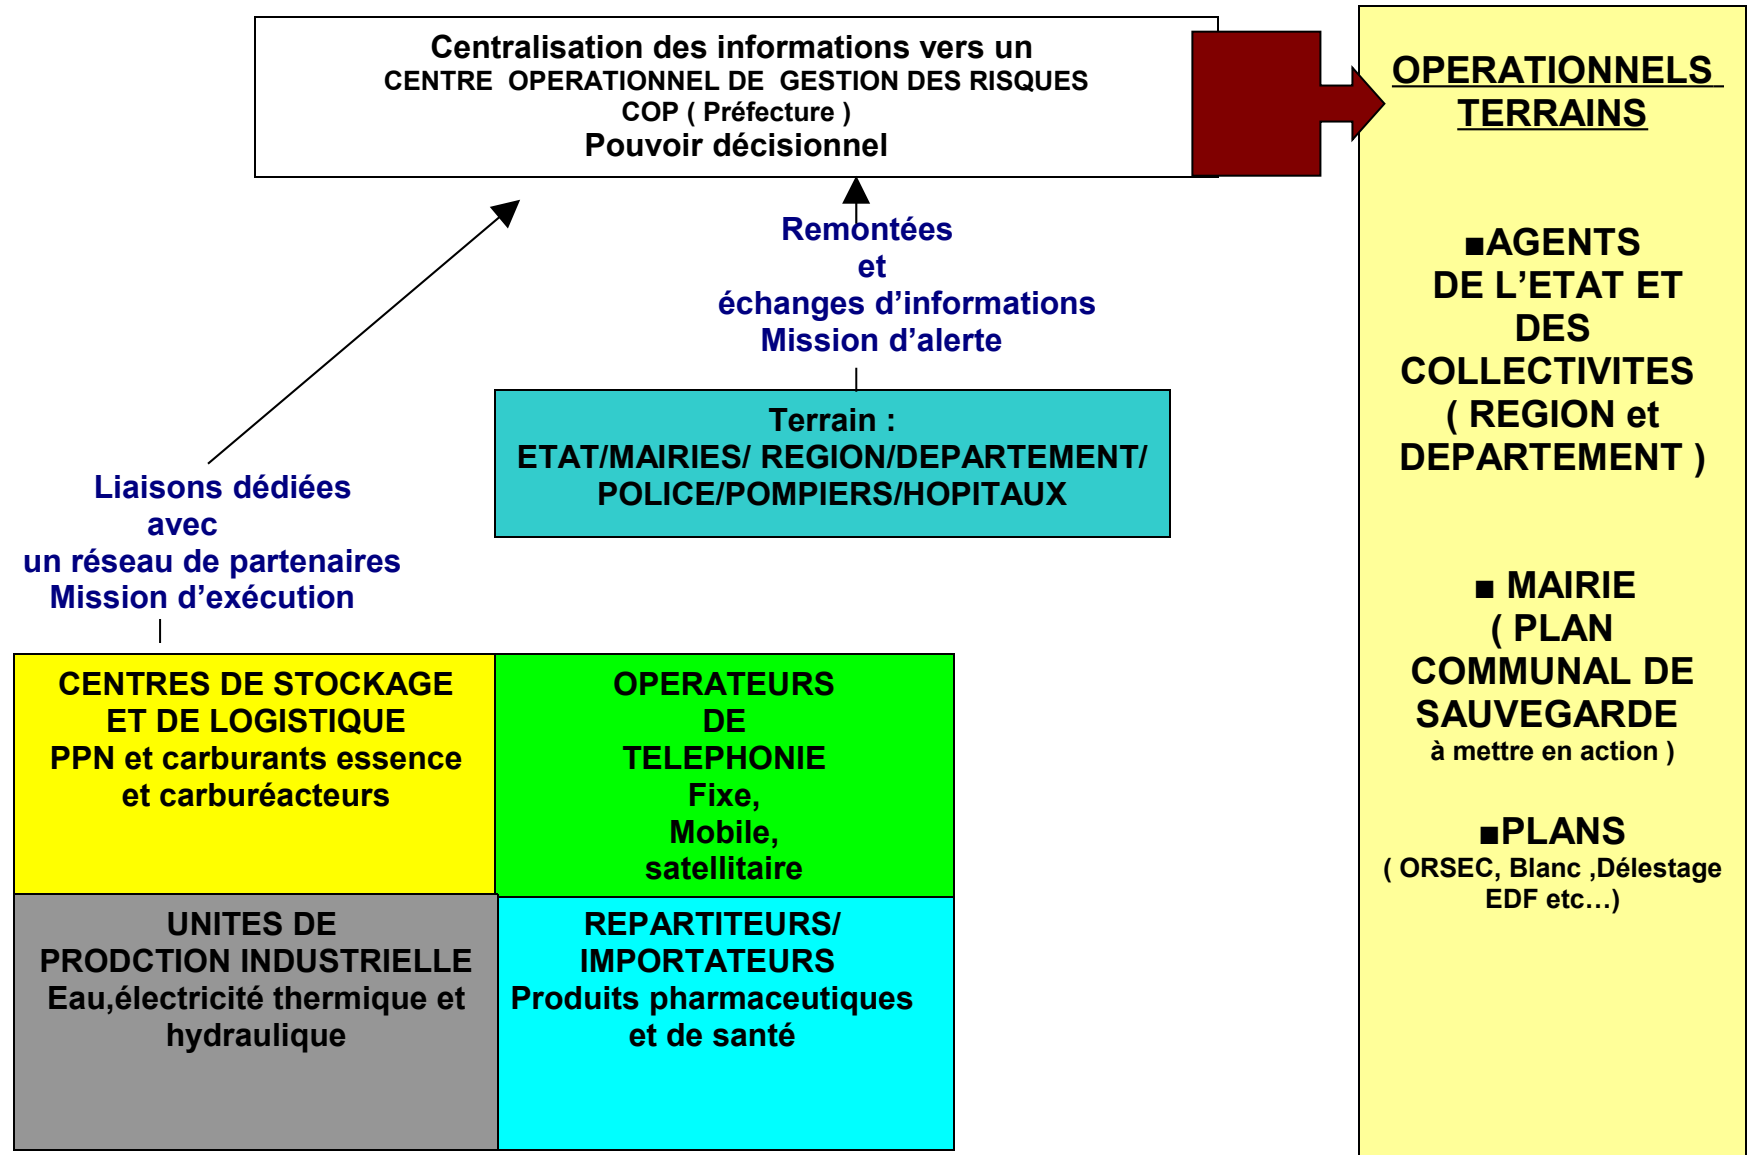 Centralisation des informations vers un
CENTRE OPERATIONNEL DE GESTION DES RISQUES
COP ( Préfecture )
Pouvoir décisionnel
Remontées
et
échanges d’informations
Mission d’alerte
Terrain :
ETAT/MAIRIES/ REGION/DEPARTEMENT/
POLICE/POMPIERS/HOPITAUX
Liaisons dédiées
avec
un réseau de partenaires
Mission d’exécution
CENTRES DE STOCKAGE
ET DE LOGISTIQUE
PPN et carburants essence
et carburéacteurs
OPERATEURS
DE
TELEPHONIE
Fixe,
Mobile,
satellitaire
UNITES DE
PRODCTION INDUSTRIELLE
Eau,électricité thermique et
hydraulique
REPARTITEURS/
IMPORTATEURS
Produits pharmaceutiques
et de santé
OPERATIONNELS
TERRAINS
■AGENTS
DE L’ETAT ET
DES
COLLECTIVITES
( REGION et
DEPARTEMENT )
■ MAIRIE
( PLAN
COMMUNAL DE
SAUVEGARDE
à mettre en action )
■PLANS
( ORSEC, Blanc ,Délestage
EDF etc…)